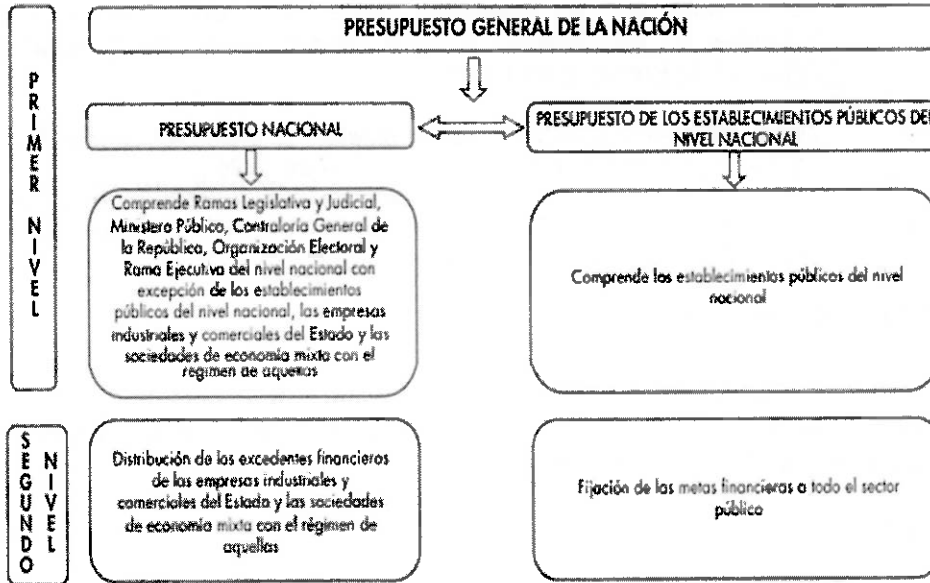 PRESUPUESTO GENERAL DE LA NACIÓN
PRIMER NIVEL
PRESUPUESTO NACIONAL
PRESUPUESTO DE LOS ESTABLECIMIENTOS PÚBLICOS DEL
NIVEL NACIONAL
Comprende Ramas Legislativa y Judicial,
Ministerio Público, Contraloría General de
la República, Organización Electoral y
Rama Ejecutiva del nivel nacional con
excepción de los establecimientos
públicos del nivel nacional, las empresas
industriales y comerciales del Estado y las
sociedades de economía mixta con el
régimen de aquellas
Comprende los establecimientos públicos del nivel
nacional
SEGUNDO NIVEL
Distribución de los excedentes financieros
de las empresas industriales y
comerciales del Estado y las sociedades
de economía mixta con el régimen de
aquellas
Fijación de las metas financieras a todo el sector
público